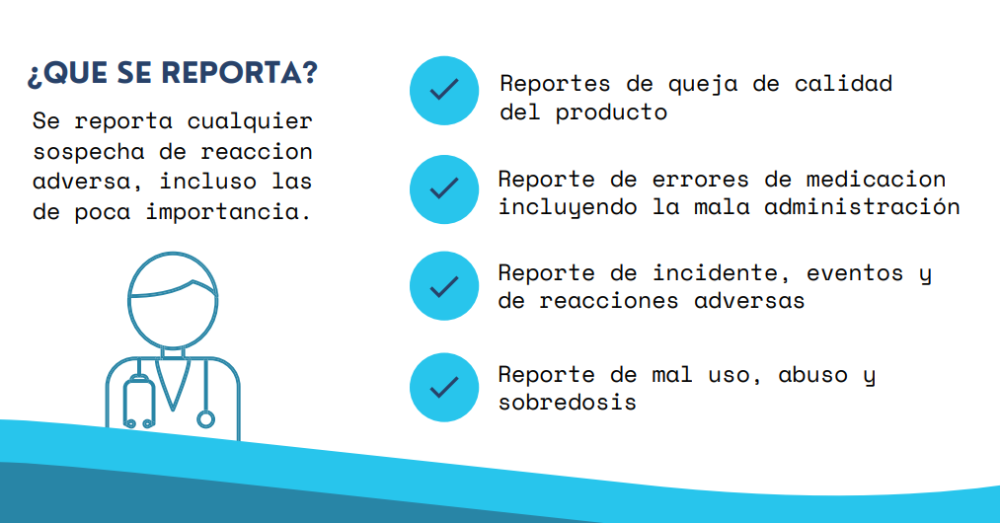 ¿QUE SE REPORTA?
Se reporta cualquier
sospecha de reaccion
adversa, incluso las
de poca importancia.
Reportes de queja de calidad
del producto
Reporte de errores de medicacion
incluyendo la mala administración
Reporte de incidente, eventos y
de reacciones adversas
Reporte de mal uso, abuso y
sobredosis